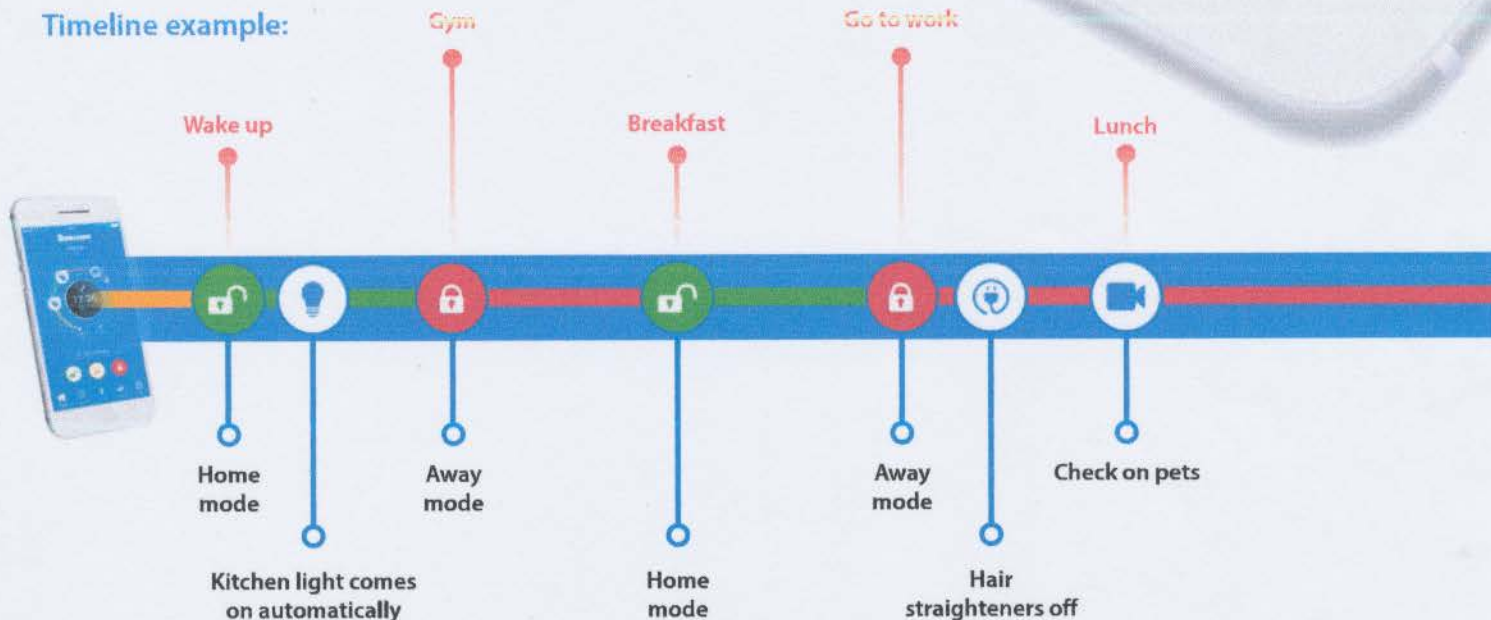 Timeline example:
Gym
Go to work
Wake up
Breakfast
Lunch
Home
mode
Away
mode
Away
mode
Check on pets
Kitchen light comes
on automatically
Home
mode
Hair
straighteners off